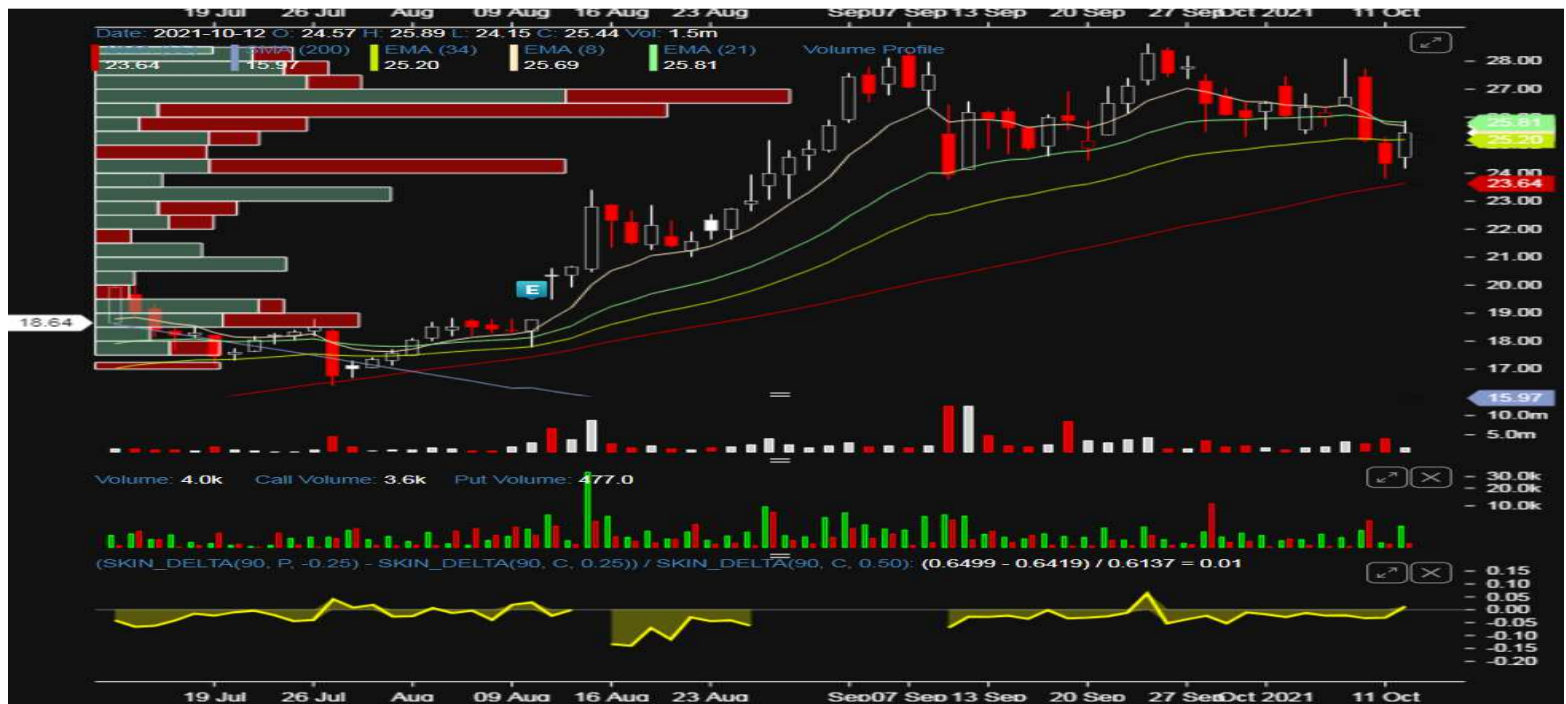 19 Jul 26 Jul Aug 09 Aug 16 Aug 23 Aug Sep 07 Sep 13 Sep 20 Sep 27 Sep Oct 2021 11 Oct
Date: 2021-10-12 O: 24.57 H: 25.89 L: 24.15 C: 25.44 Vol: 1.5m
(200) EMA (34) EMA (8) EMA (21) Volume Profile
23.64 15.97 25.20 25.69 25.81
28.00
27.00
25.81
25.20
24.00
23.64
23.00
22.00
21.00
E
20.00
19.00
18.64
18.00
17.00
15.97
10.0m
5.0m
Volume: 4.0k Call Volume: 3.6k Put Volume: 477.0
30.0k
20.0k
10.0k
(SKIN_DELTA(90, P, -0.25) - SKIN_DELTA(90, C, 0.25)) / SKIN_DELTA(90, C, 0.50): (0.6499 - 0.6419) / 0.6137 = 0.01
0.15
0.10
0.05
0.00
-0.05
-0.10
-0.15
-0.20
19 Jul 26 Jul Aug 09 Aug 16 Aug 23 Aug Sep 07 Sep 13 Sep 20 Sep 27 Sep Oct 2021 11 Oct